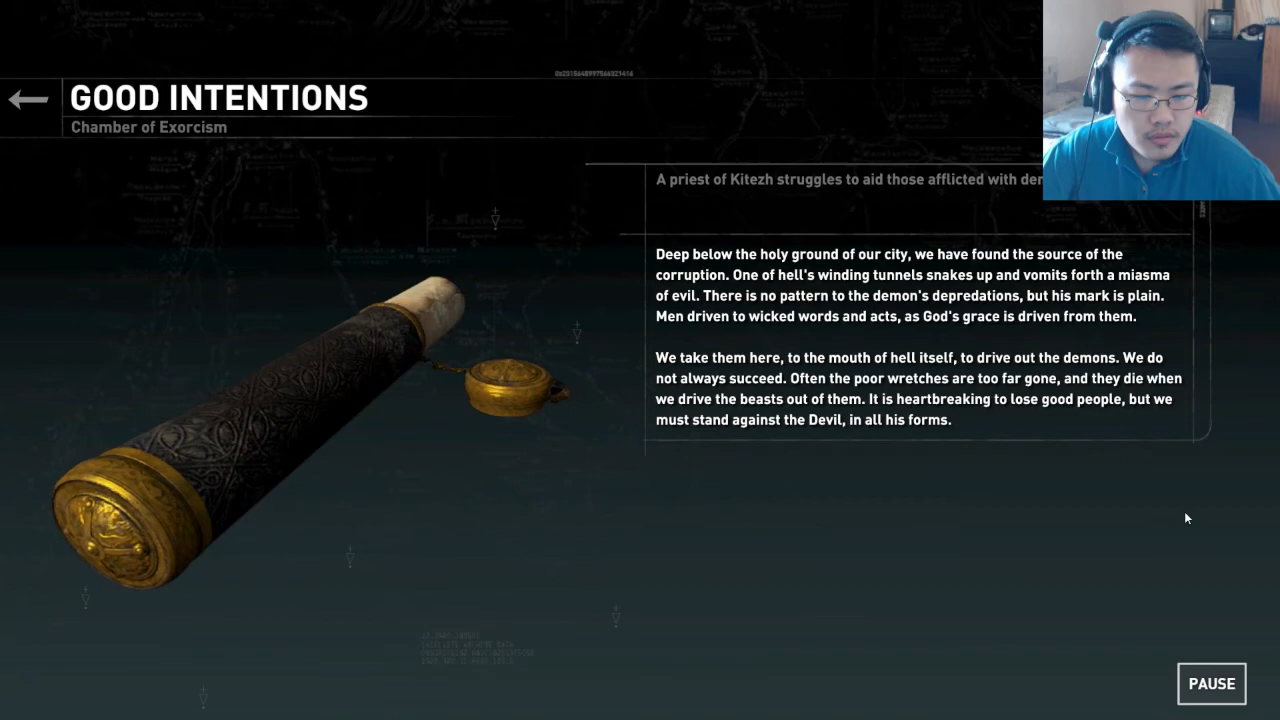 GOOD INTENTIONS
Chamber of Exorcism
A priest of Kitezh struggles to aid those afflicted with
Deep below the holy ground of our city, we have found the source of the
corruption. One of hell's winding tunnels snakes up and vomits forth a miasma
of evil. There is no pattern to the demon's depredations, but his mark is plain.
Men driven to wicked words and acts, as God's grace is driven from them.
We take them here, to the mouth of hell itself, to drive out the demons. We do
not always succeed. Often the poor wretches are too far gone, and they die when
we drive the beasts out of them. It is heartbreaking to lose good people, but we
must stand against the Devil, in all his forms.
PAUSE